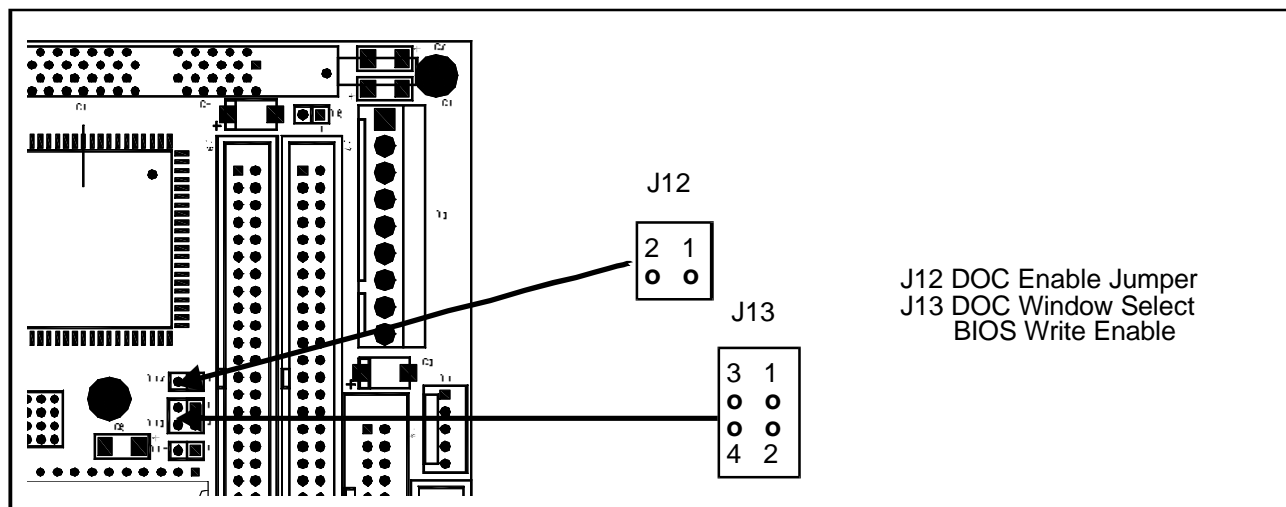 J12
2 1
J12 DOC Enable Jumper
J13 DOC Window Select
BIOS Write Enable
J13
3 1
4 2